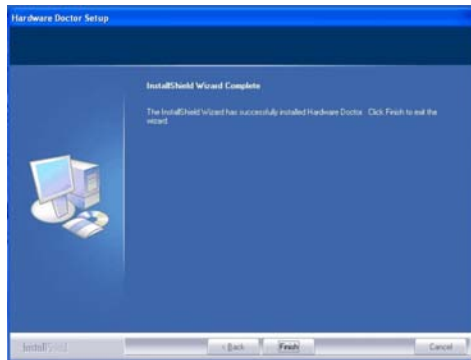 Hardware Doctor Setup
InstallShield Wizard Complete
The InstallShield Wizard has successfully installed Hardware Doctor. Click Finish to exit the
wizard.
InstallShield
< Back
Finish
Cancel